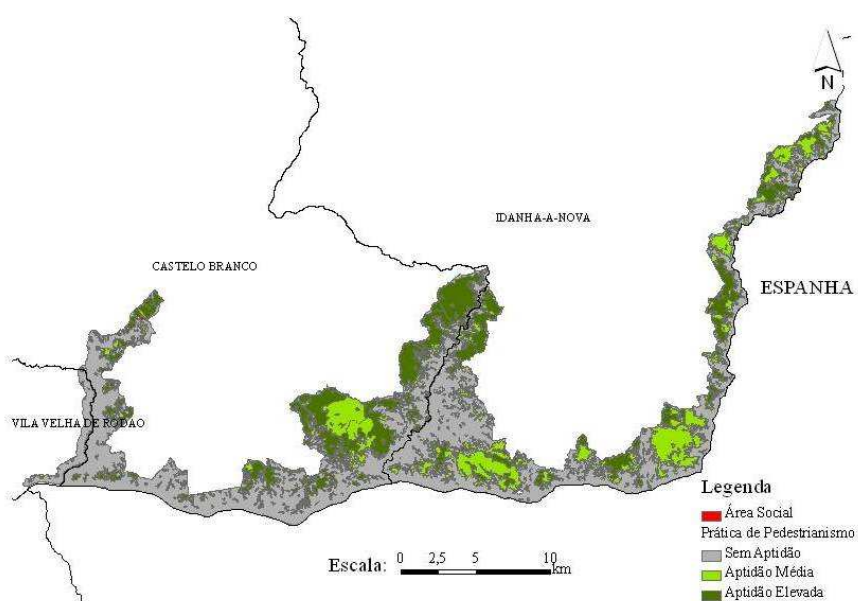 N
IDANHA-A-NOVA
CASTELO BRANCO
ESPANHA
VILA VELHA DE RODAO
Legenda
Área Social
Prática de Pedestrianismo
Sem Aptidão
Aptidão Média
Aptidão Elevada
Escala: 0 2,5 5 10
km